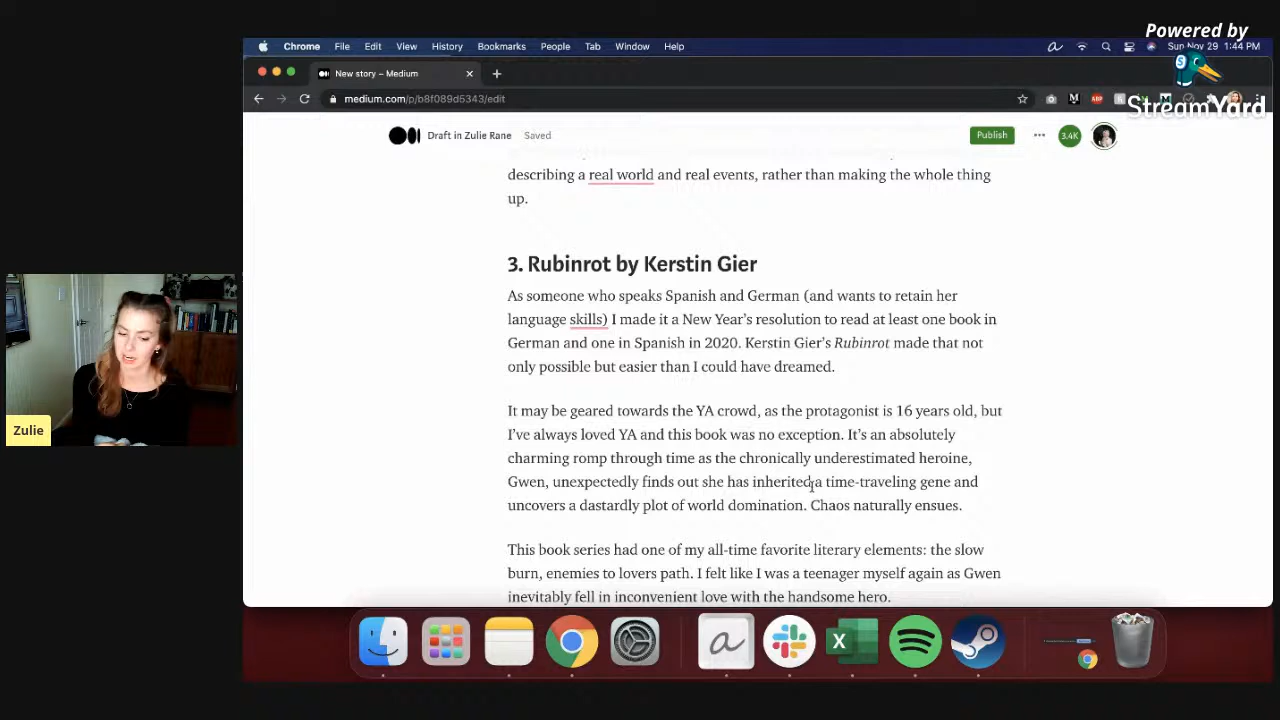 Powered by
StreamYard
Chrome File Edit View History Bookmarks People Tab Window Help
Sun Nov 29 1:44 PM
New story – Medium
medium.com/p/b8f089d5343/edit
Draft in Zulie Rane Saved
Publish
3.4K
describing a real world and real events, rather than making the whole thing
up.
3. Rubinrot by Kerstin Gier
As someone who speaks Spanish and German (and wants to retain her
language skills) I made it a New Year's resolution to read at least one book in
German and one in Spanish in 2020. Kerstin Gier's Rubinrot made that not
only possible but easier than I could have dreamed.
It may be geared towards the YA crowd, as the protagonist is 16 years old, but
I've always loved YA and this book was no exception. It's an absolutely
charming romp through time as the chronically underestimated heroine,
Gwen, unexpectedly finds out she has inherited a time-traveling gene and
uncovers a dastardly plot of world domination. Chaos naturally ensues.
This book series had one of my all-time favorite literary elements: the slow
burn, enemies to lovers path. I felt like I was a teenager myself again as Gwen
inevitably fell in inconvenient love with the handsome hero.
Zulie